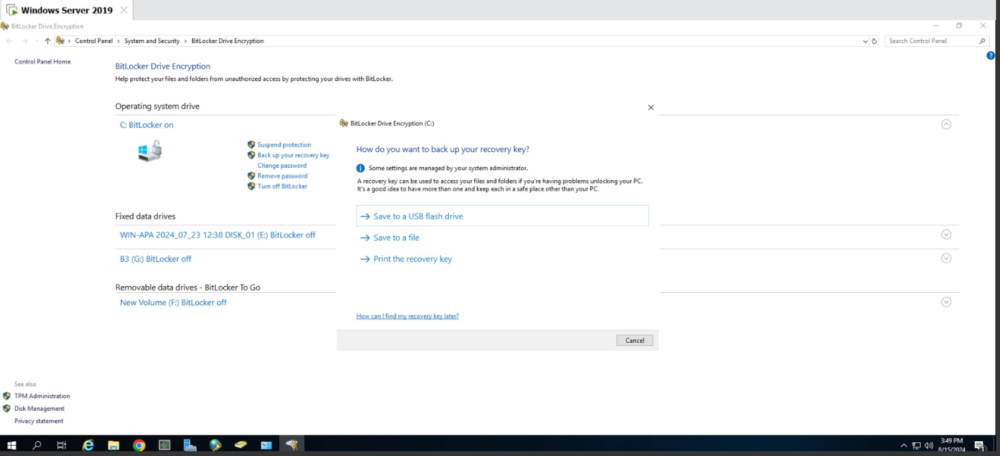 Windows Server 2019
BitLocker Drive Encryption
Control Panel › System and Security › BitLocker Drive Encryption
Search Control Panel
Control Panel Home
BitLocker Drive Encryption
Help protect your files and folders from unauthorized access by protecting your drives with BitLocker.
Operating system drive
C: BitLocker on
Suspend protection
Back up your recovery key
Change password
Remove password
Turn off BitLocker
Fixed data drives
WIN-APA 2024_07_23 12:38 DISK_01 (E:) BitLocker off
B3 (G:) BitLocker off
Removable data drives - BitLocker To Go
New Volume (F:) BitLocker off
BitLocker Drive Encryption (C:)
How do you want to back up your recovery key?
Some settings are managed by your system administrator.
A recovery key can be used to access your files and folders if you're having problems unlocking your PC.
It's a good idea to have more than one and keep each in a safe place other than your PC.
Save to a USB flash drive
Save to a file
Print the recovery key
How can I find my recovery key later?
Cancel
See also
TPM Administration
Disk Management
Privacy statement
3:49 PM
8/15/2024
1